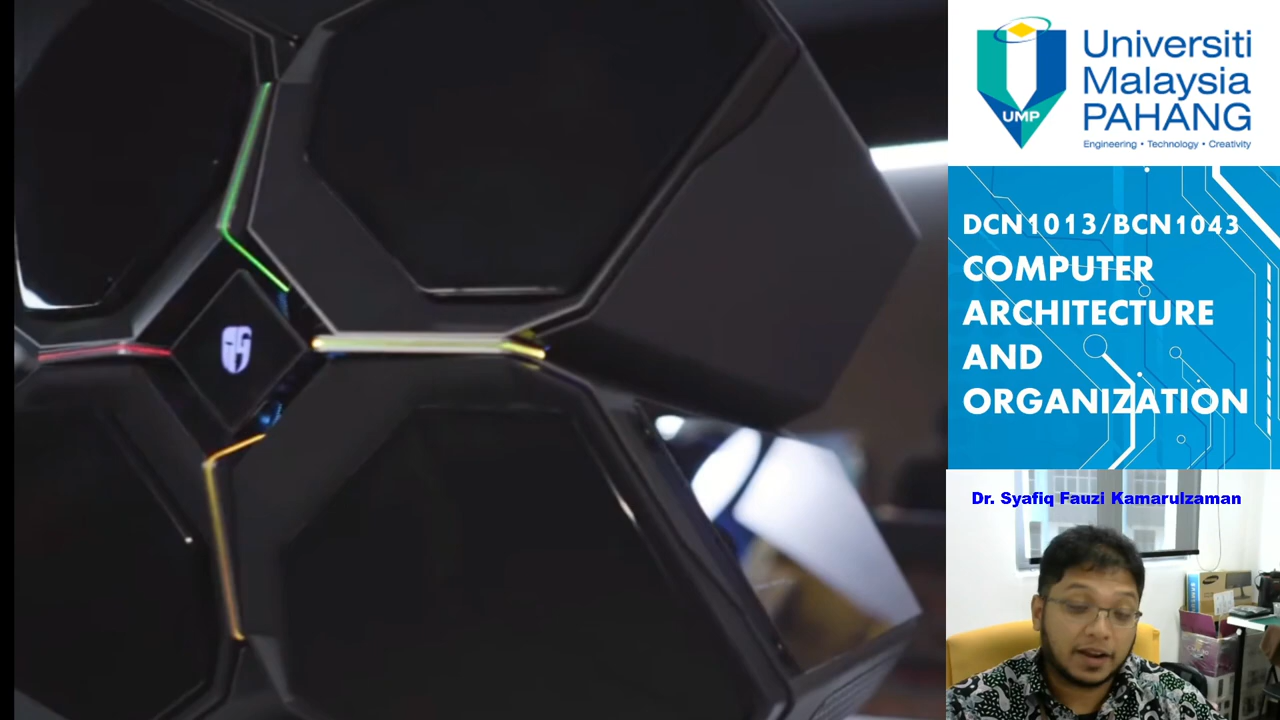 Universiti
Malaysia
PAHANG
Engineering • Technology • Creativity
UMP
DCN1013/BCN1043
COMPUTER
ARCHITECTURE
AND
ORGANIZATION
Dr. Syafiq Fauzi Kamarulzaman